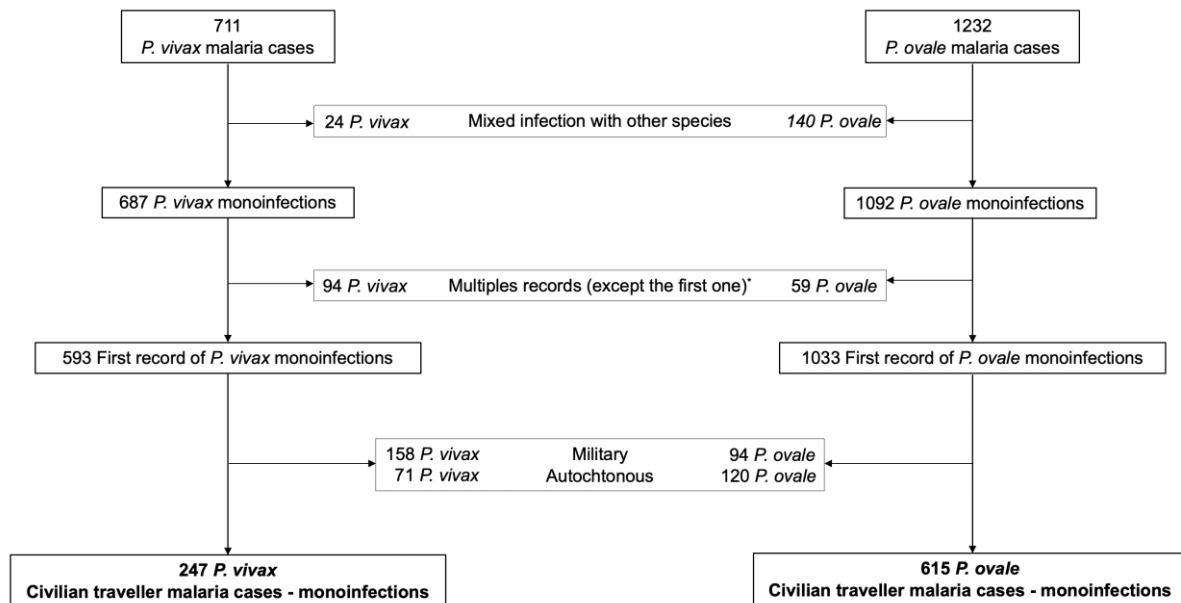 711
P. vivax malaria cases
1232
P. ovale malaria cases
24 P. vivax Mixed infection with other species 140 P. ovale
687 P. vivax monoinfections
1092 P. ovale monoinfections
94 P. vivax Multiples records (except the first one)* 59 P. ovale
593 First record of P. vivax monoinfections
1033 First record of P. ovale monoinfections
158 P. vivax Military 94 P. ovale
71 P. vivax Autochtonous 120 P. ovale
247 P. vivax
Civilian traveller malaria cases - monoinfections
615 P. ovale
Civilian traveller malaria cases - monoinfections